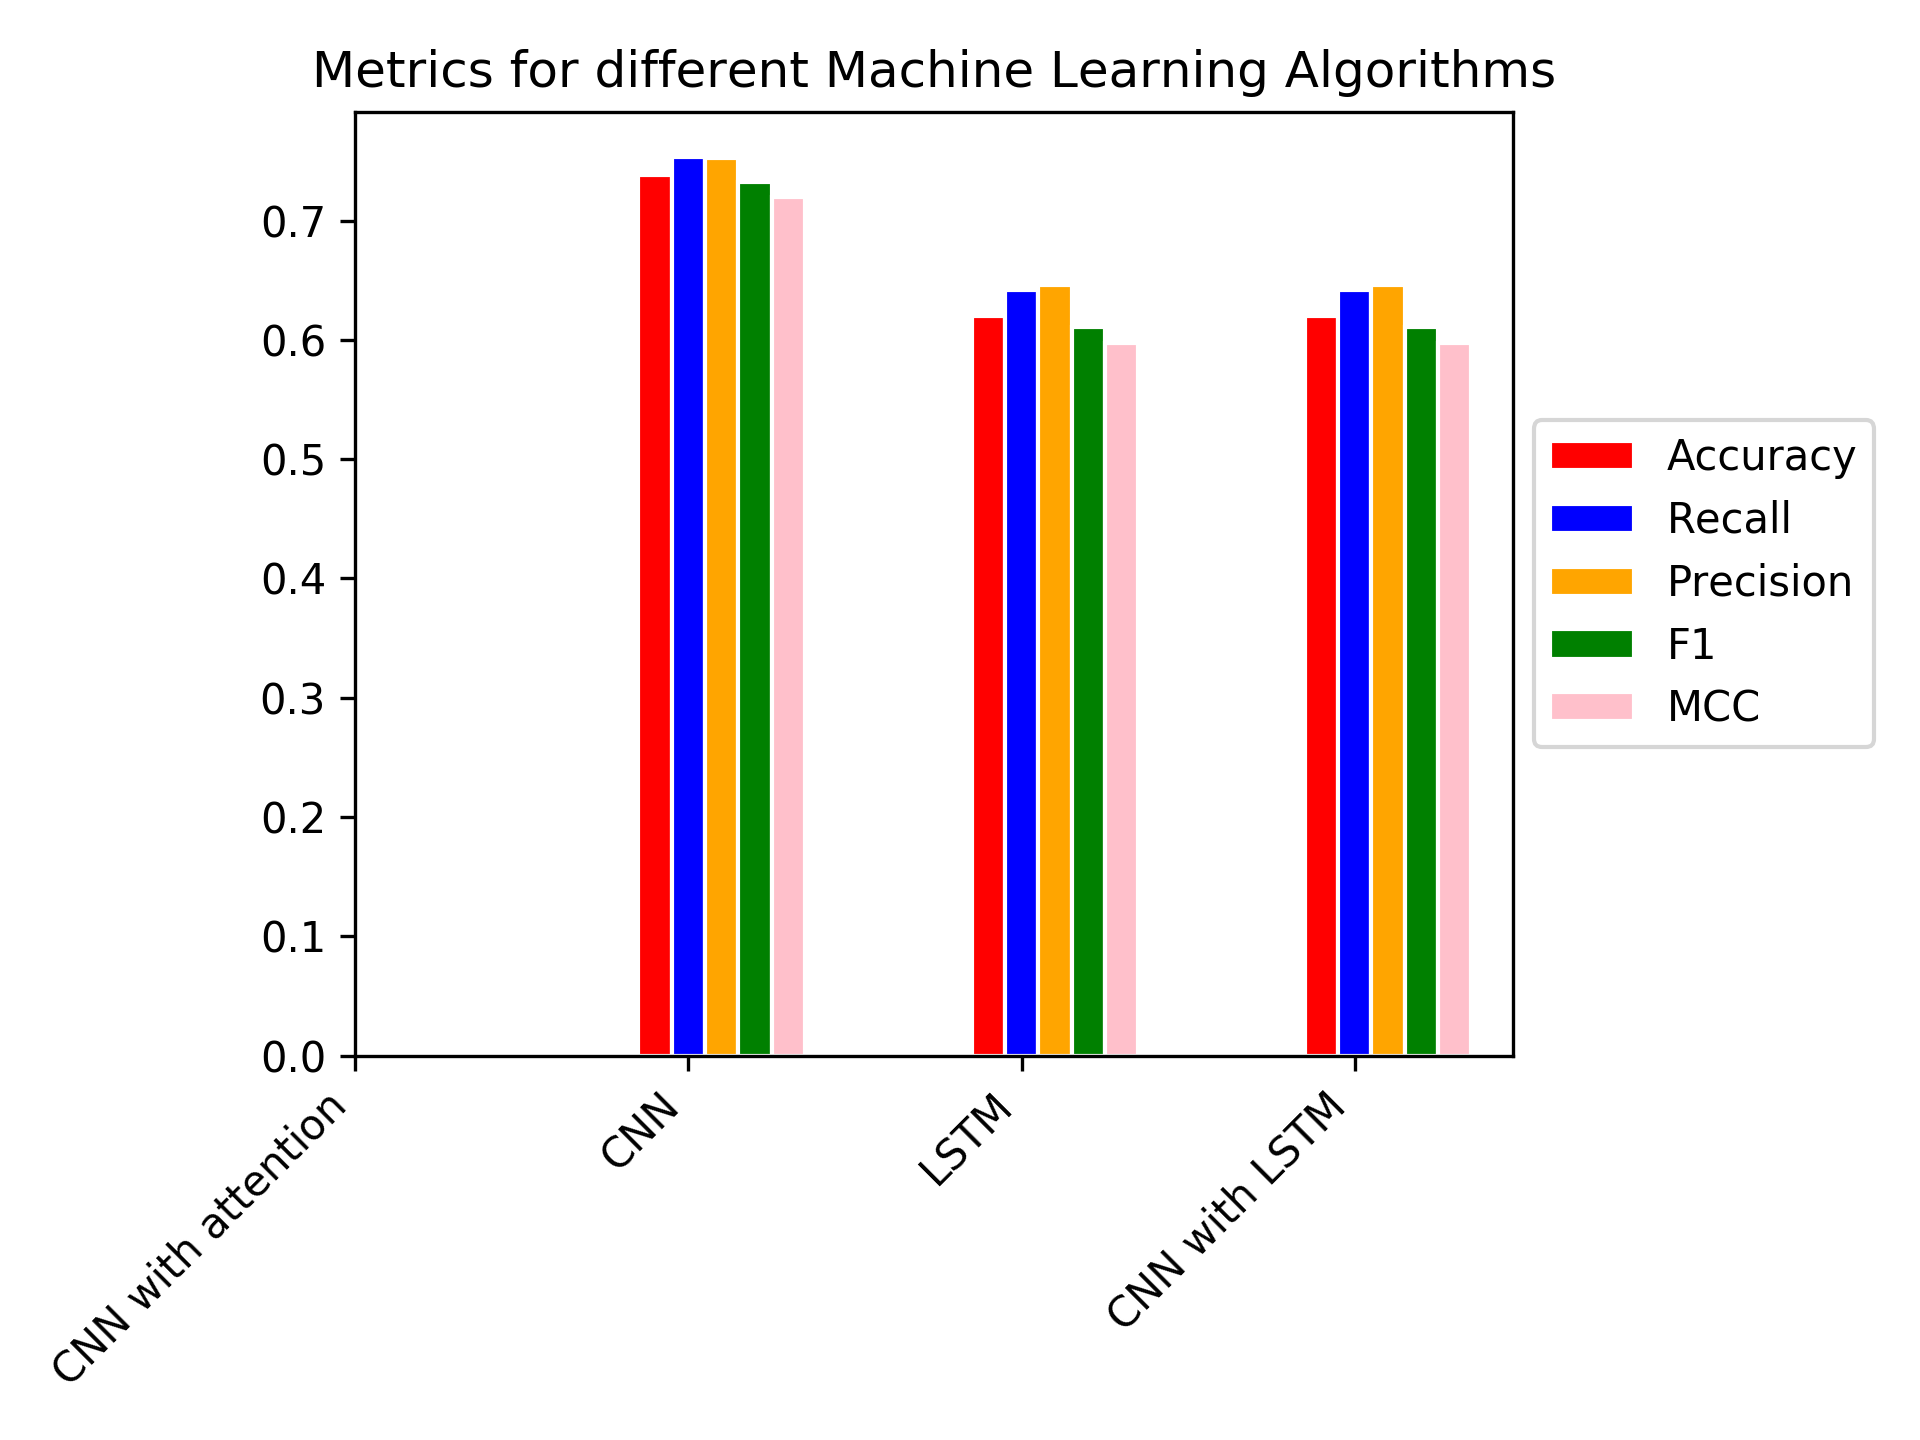 Metrics for different Machine Learning Algorithms
0.7
0.6
0.5
0.4
0.3
0.2
0.1
0.0
CNN with attention
CNN
LSTM
CNN with LSTM
Accuracy
Recall
Precision
F1
MCC